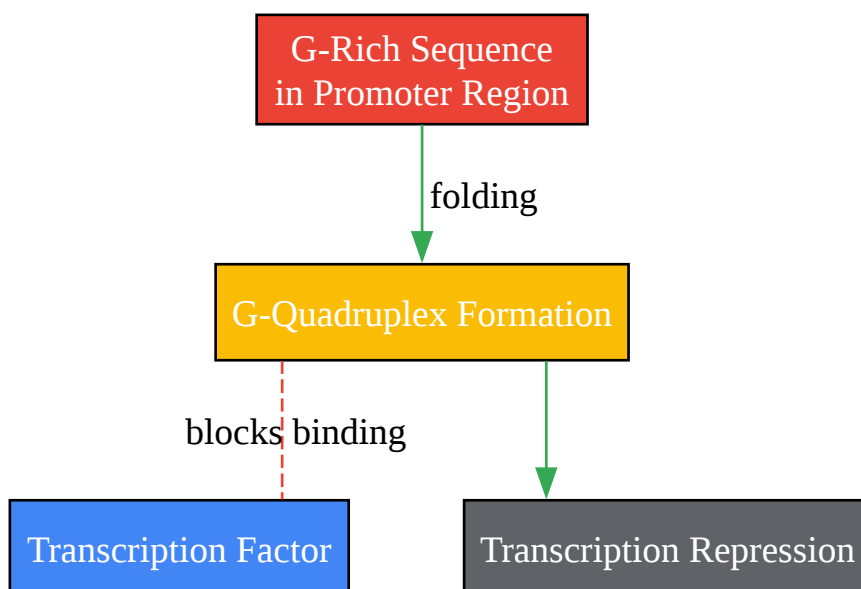 G-Rich Sequence
in Promoter Region
folding
G-Quadruplex Formation
blocks binding
Transcription Factor
Transcription Repression